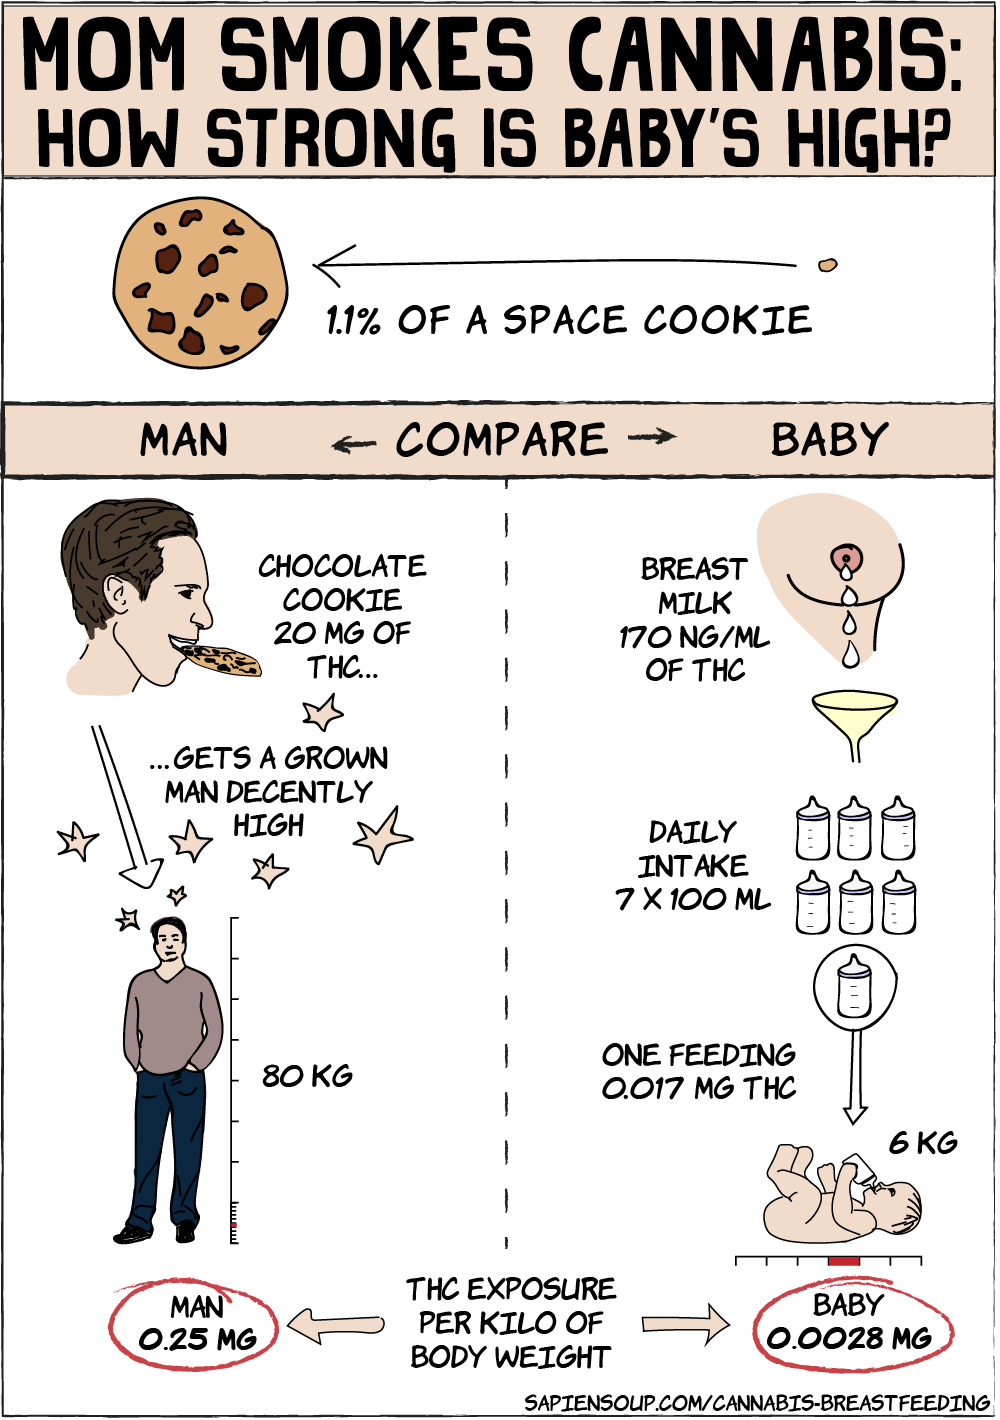 MOM SMOKES CANNABIS:
HOW STRONG IS BABY'S HIGH?
1.1% OF A SPACE COOKIE
MAN
COMPARE
BABY
CHOCOLATE
COOKIE
20 MG OF
THC...
...GETS A GROWN
MAN DECENTLY
HIGH
80 KG
BREAST
MILK
170 NG/ML
OF THC
DAILY
INTAKE
7 X 100 ML
ONE FEEDING
0.017 MG THC
6 KG
MAN
0.25 MG
THC EXPOSURE
PER KILO OF
BODY WEIGHT
BABY
0.0028 MG
SAPIENSOUP.COM/CANNABIS-BREASTFEEDING